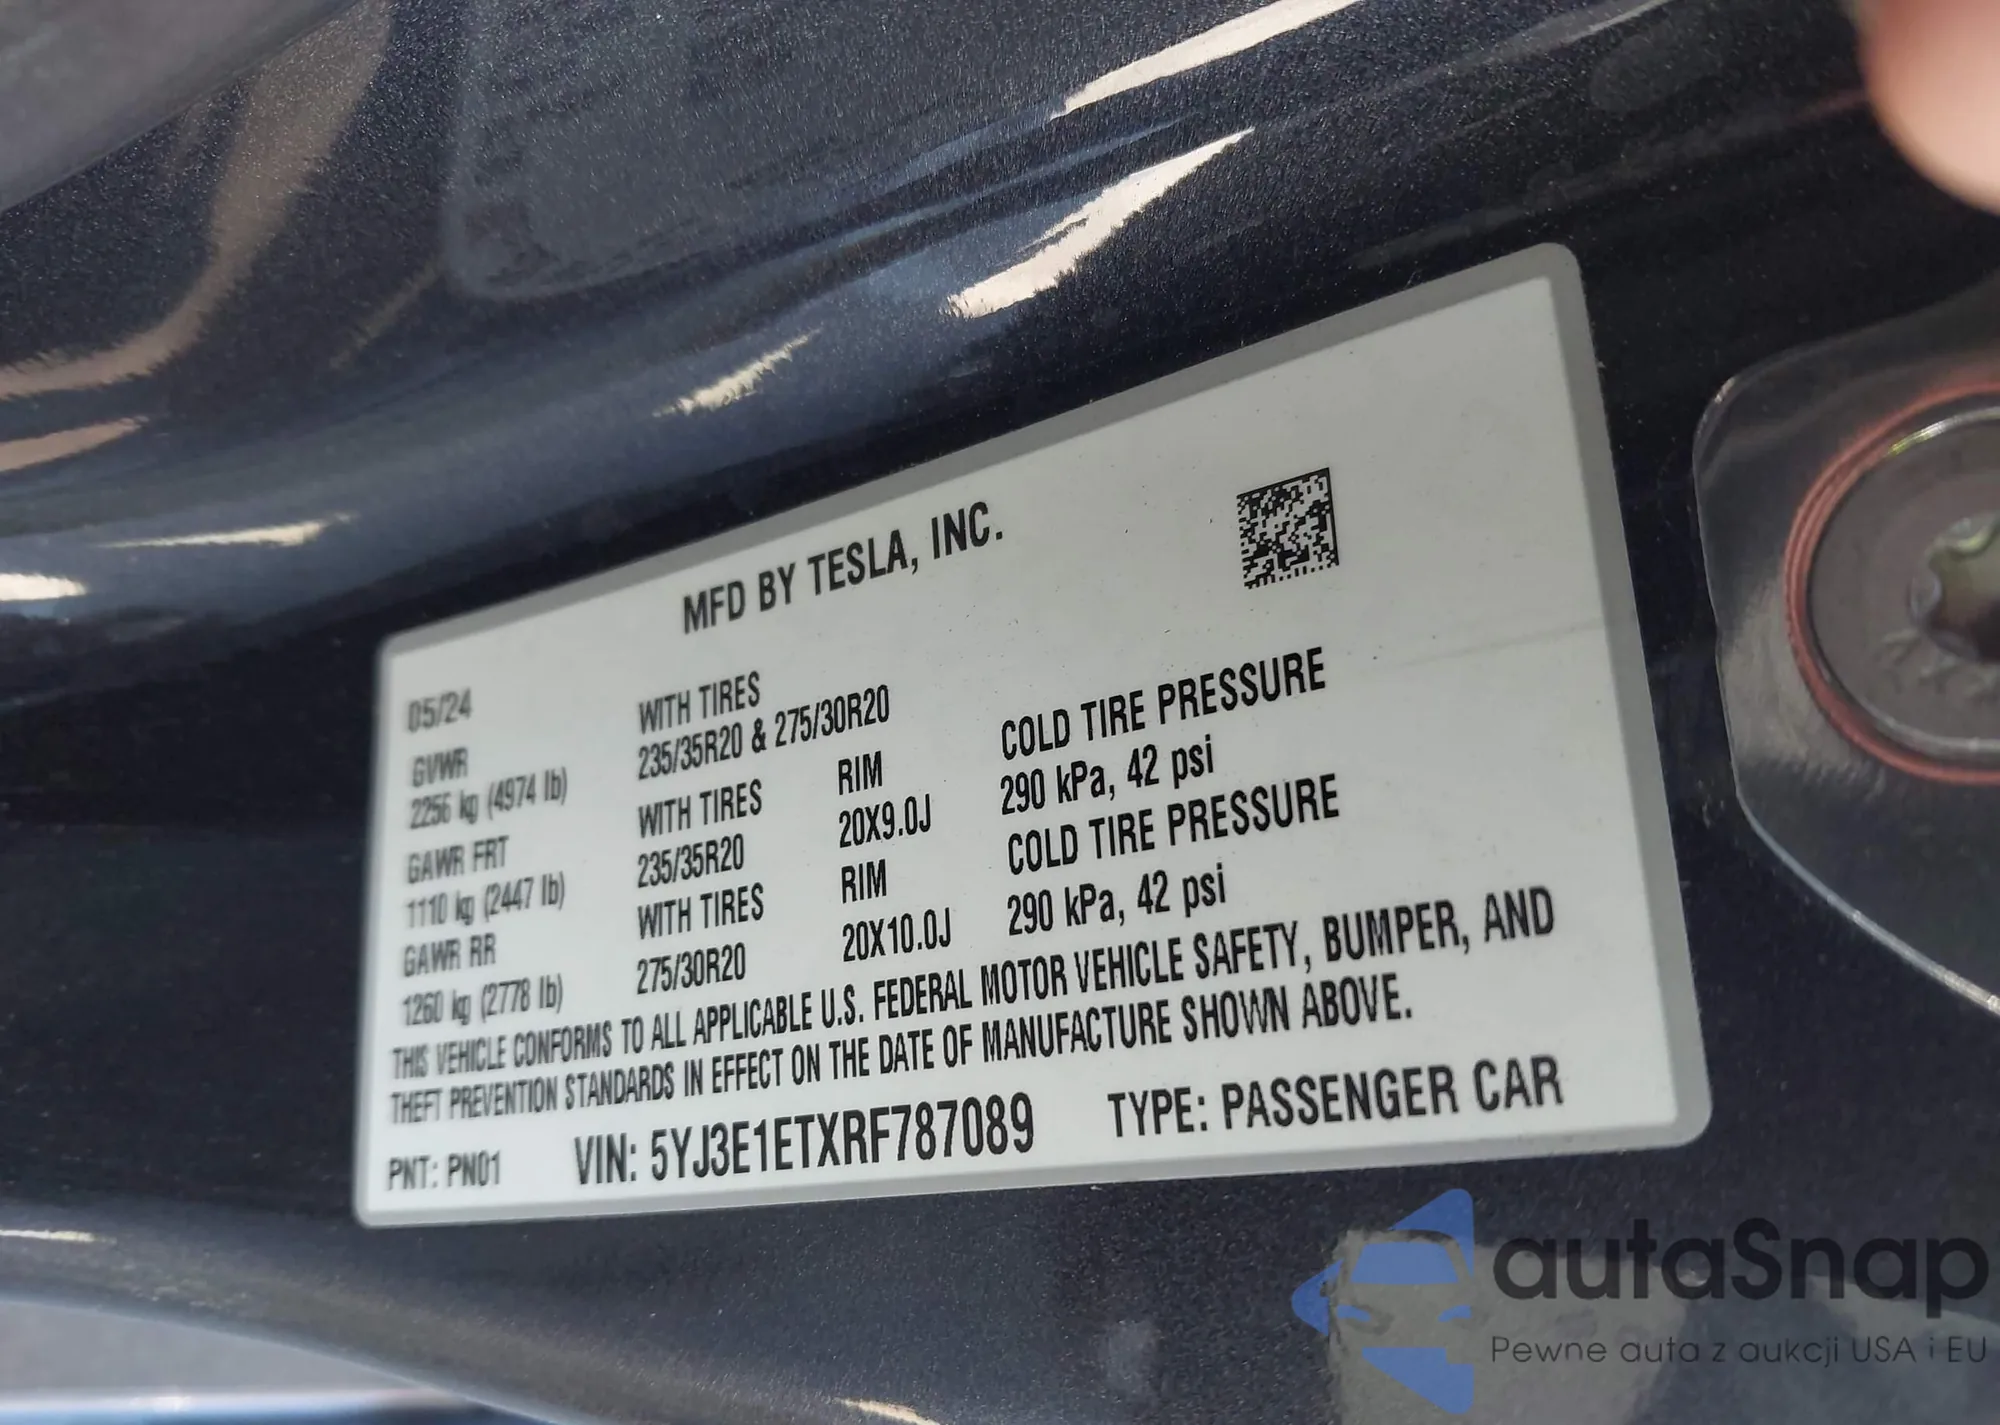 MFD BY TESLA, INC.
05/24
GVWR
2256 kg (4974 lb)
GAWR FRT
1110 kg (2447 lb)
GAWR RR
1260 kg (2778 lb)
WITH TIRES
235/35R20 & 275/30R20
WITH TIRES
235/35R20
WITH TIRES
275/30R20
RIM
20X9.0J
RIM
20X10.0J
COLD TIRE PRESSURE
290 kPa, 42 psi
COLD TIRE PRESSURE
290 kPa, 42 psi
THIS VEHICLE CONFORMS TO ALL APPLICABLE U.S. FEDERAL MOTOR VEHICLE SAFETY, BUMPER, AND
THEFT PREVENTION STANDARDS IN EFFECT ON THE DATE OF MANUFACTURE SHOWN ABOVE.
PNT: PN01 VIN: 5YJ3E1ETXRF787089 TYPE: PASSENGER CAR
autaSnap
Pewne auta z aukcji USA i EU